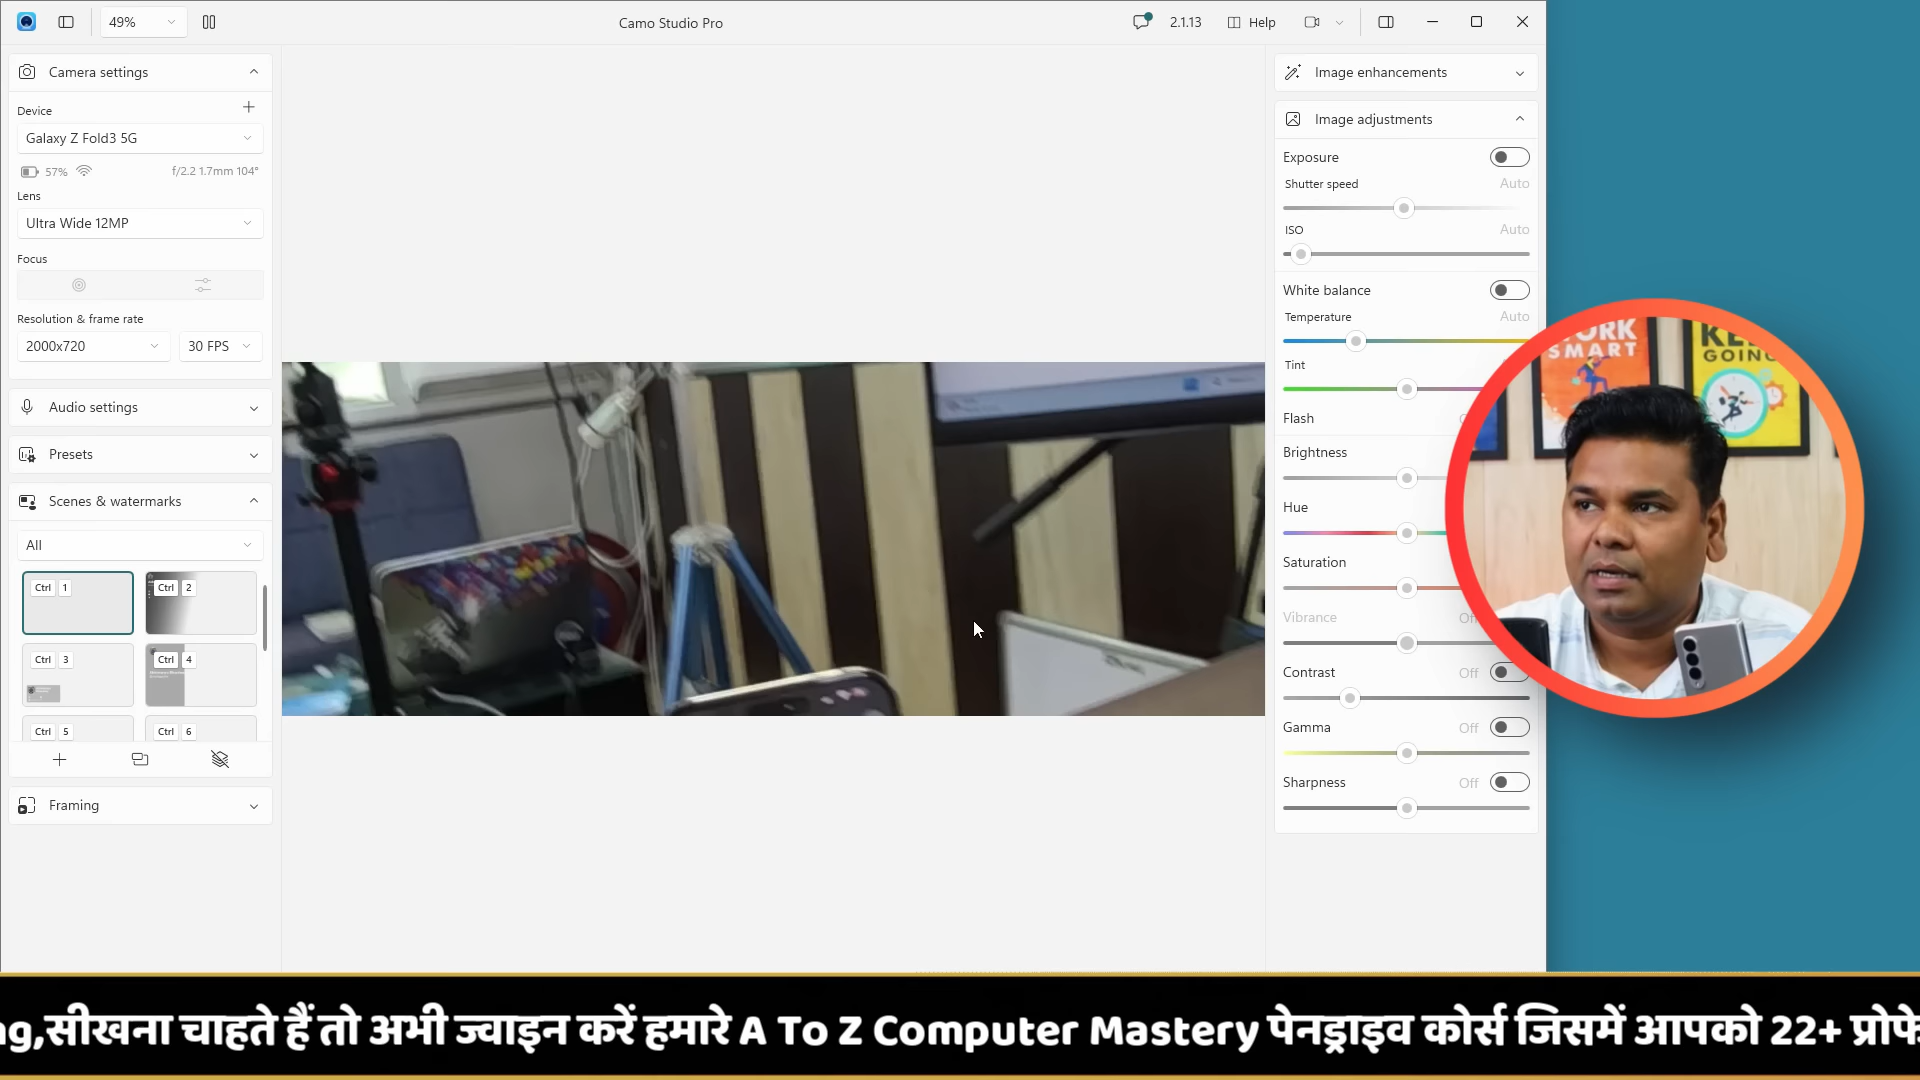 49%
Camo Studio Pro
2.1.13
Help
Camera settings
Device
Galaxy Z Fold3 5G
57%
f/2.2 1.7mm 104°
Lens
Ultra Wide 12MP
Focus
Resolution & frame rate
2000x720
30 FPS
Audio settings
Presets
Scenes & watermarks
All
Ctrl 1
Ctrl 2
Ctrl 3
Ctrl 4
Ctrl 5
Ctrl 6
Framing
Image enhancements
Image adjustments
Exposure
Shutter speed Auto
ISO Auto
White balance
Temperature Auto
Tint
Flash
Brightness
Hue
Saturation
Vibrance
Contrast Off
Gamma Off
Sharpness Off
SMART
GOING
सीखना चाहते हैं तो अभी ज्वाइन करें हमारे A To Z Computer Mastery पेनड्राइव कोर्स जिसमें आपको 22+